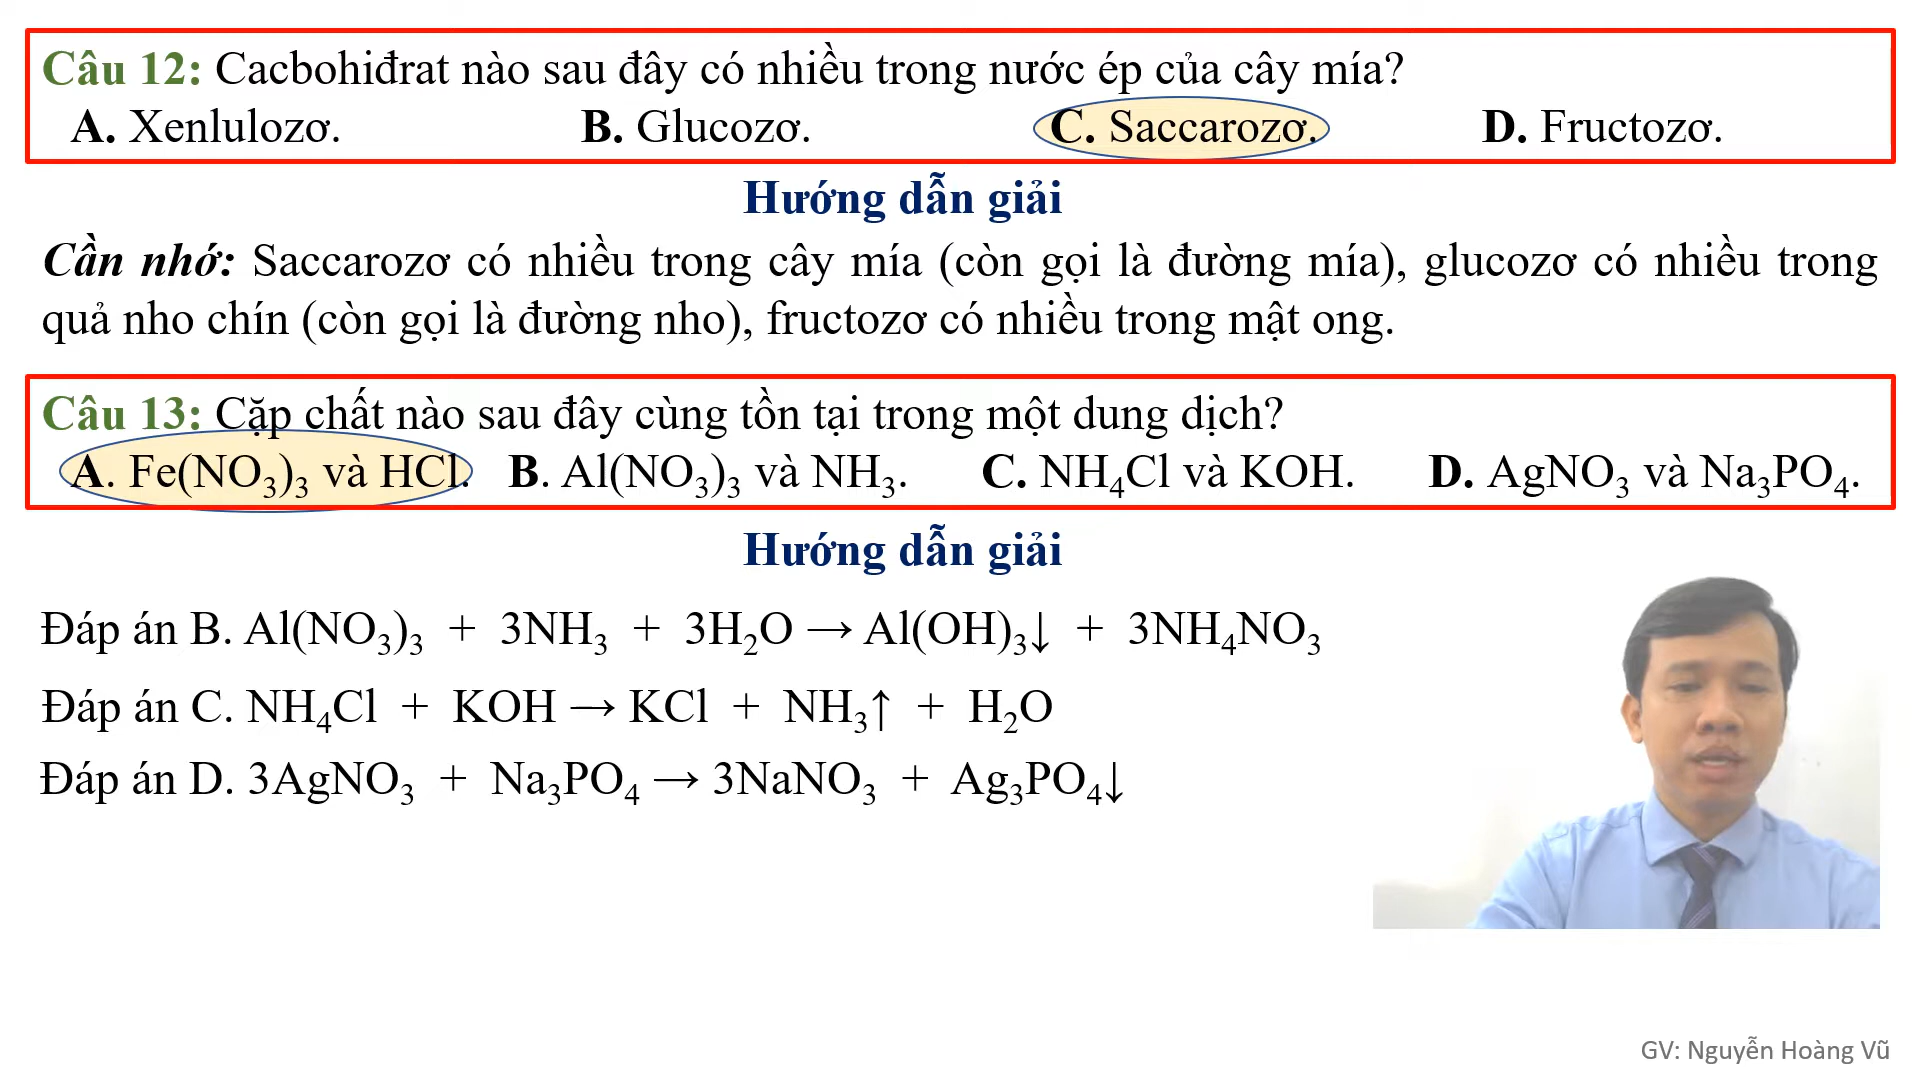 Câu 12: Cacbohiđrat nào sau đây có nhiều trong nước ép của cây mía?
A. Xenlulozơ. B. Glucozơ. C. Saccarozơ. D. Fructozơ.
Hướng dẫn giải
Cần nhớ: Saccarozơ có nhiều trong cây mía (còn gọi là đường mía), glucozơ có nhiều trong
quả nho chín (còn gọi là đường nho), fructozơ có nhiều trong mật ong.
Câu 13: Cặp chất nào sau đây cùng tồn tại trong một dung dịch?
A. Fe(NO₃)₃ và HCl. B. Al(NO₃)₃ và NH₃. C. NH₄Cl và KOH. D. AgNO₃ và Na₃PO₄.
Hướng dẫn giải
Đáp án B. Al(NO₃)₃ + 3NH₃ + 3H₂O → Al(OH)₃↓ + 3NH₄NO₃
Đáp án C. NH₄Cl + KOH → KCl + NH₃↑ + H₂O
Đáp án D. 3AgNO₃ + Na₃PO₄ → 3NaNO₃ + Ag₃PO₄↓
GV: Nguyễn Hoàng Vũ